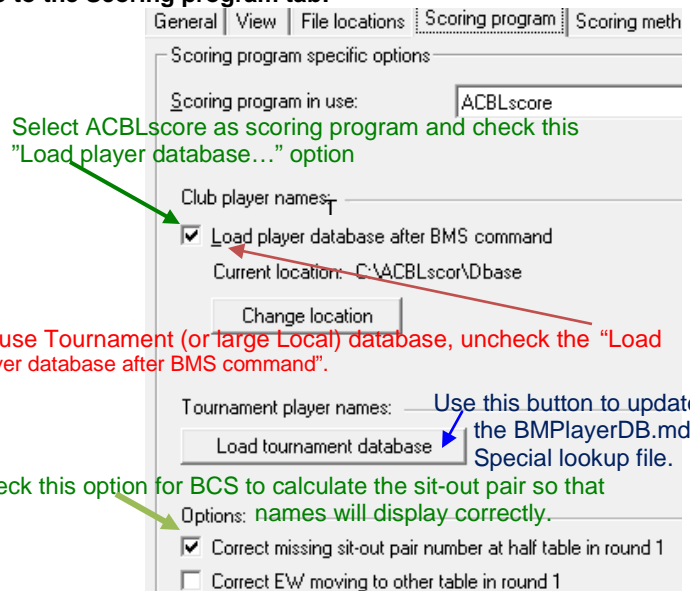 to the Scoring program tab.
General View File locations Scoring program Scoring meth
Scoring program specific options
Scoring program in use: ACBLscore
Select ACBLscore as scoring program and check this
"Load player database…" option
Club player names:
T
Load player database after BMS command
Current location: C:\ACBLscor\Dbase
Change location
use Tournament (or large Local) database, uncheck the "Load
yer database after BMS command".
Tournament player names:
Use this button to update
the BMPlayerDB.md
Special lookup file.
Load tournament database
eck this option for BCS to calculate the sit-out pair so that
names will display correctly.
Options:
Correct missing sit-out pair number at half table in round 1
Correct EW moving to other table in round 1